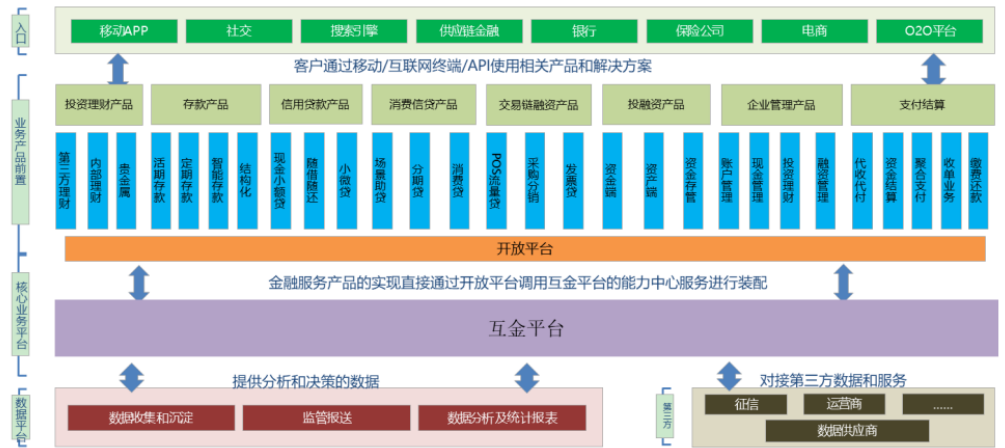 入口
移动APP
社交
搜索引擎
供应链金融
银行
保险公司
电商
O2O平台
客户通过移动/互联网终端/API使用相关产品和解决方案
业务产品前置
投资理财产品
存款产品
信用贷款产品
消费信贷产品
交易链融资产品
投融资产品
企业管理产品
支付结算
第三方理财
内部理财
贵金属
活期存款
定期存款
智能存款
结构化
现金小额贷
随借随还
小微贷
场景助贷
分期贷
消费贷
POS流量贷
采购分销
发票贷
资金端
资产端
资金存管
账户管理
现金管理
投资理财
融资管理
代收代付
资金结算
聚合支付
收单业务
缴费还款
开放平台
金融服务产品的实现直接通过开放平台调用互金平台的能力中心服务进行装配
核心业务平台
互金平台
提供分析和决策的数据
对接第三方数据和服务
数据平台
数据收集和沉淀
监管报送
数据分析及统计报表
第三方
征信
运营商
......
数据供应商